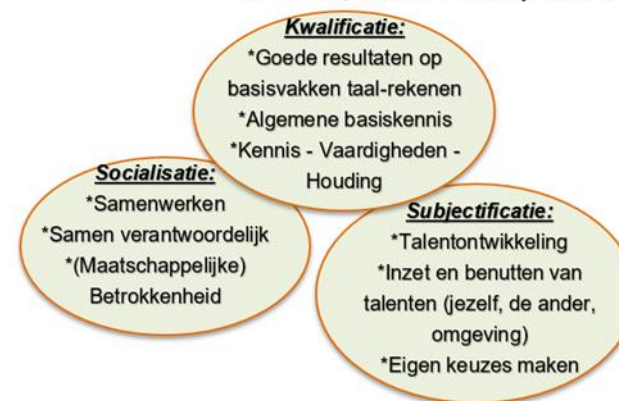 Kwalificatie:
*Goede resultaten op
basisvakken taal-rekenen
*Algemene basiskennis
*Kennis - Vaardigheden -
Houding
Socialisatie:
*Samenwerken
*Samen verantwoordelijk
*(Maatschappelijke)
Betrokkenheid
Subjectificatie:
*Talentontwikkeling
*Inzet en benutten van
talenten (jezelf, de ander,
omgeving)
*Eigen keuzes maken